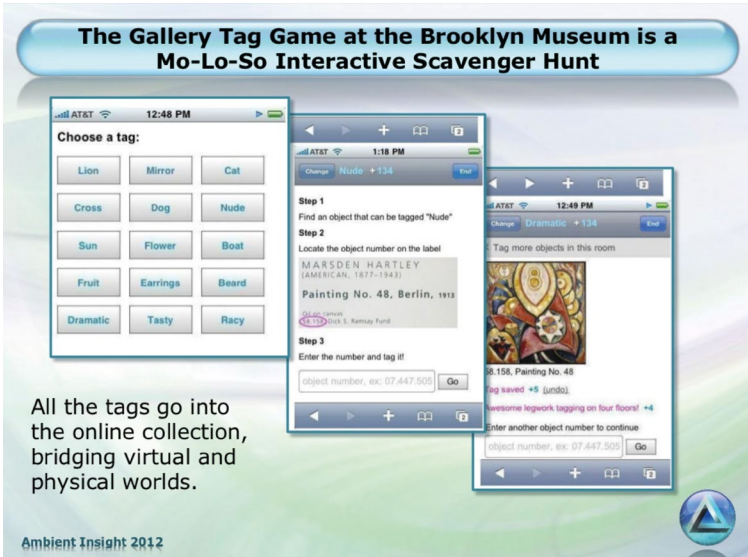 The Gallery Tag Game at the Brooklyn Museum is a
Mo-Lo-So Interactive Scavenger Hunt
AT&T 12:48 PM
Choose a tag:
Lion Mirror Cat
Cross Dog Nude
Sun Flower Boat
Fruit Earrings Beard
Dramatic Tasty Racy
2
AT&T 1:18 PM
Change Nude +134 End
Step 1
Find an object that can be tagged "Nude"
Step 2
Locate the object number on the label
MARSDEN HARTLEY
(AMERICAN, 1877–1943)
Painting No. 48, Berlin, 1913
Oil on canvas
58.158, Dick S. Ramsay Fund
Step 3
Enter the number and tag it!
object number, ex: 07.447.505 Go
2
2
AT&T 12:49 PM
Change Dramatic +134 End
Tag more objects in this room
58.158, Painting No. 48
Tag saved +5 (undo)
Awesome legwork tagging on four floors! +4
Enter another object number to continue
object number, ex: 07.447.505 Go
2
All the tags go into
the online collection,
bridging virtual and
physical worlds.
Ambient Insight 2012